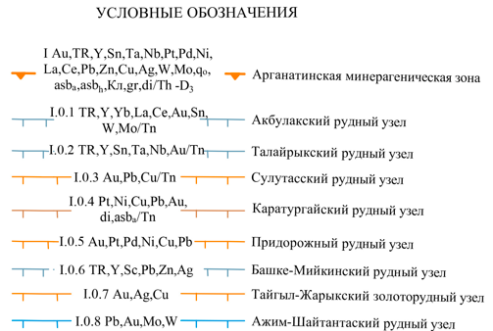 УСЛОВНЫЕ ОБОЗНАЧЕНИЯ
I Au,TR,Y,Sn,Ta,Nb,Pt,Pd,Ni,
La,Ce,Pb,Zn,Cu,Ag,W,Mo,q₀,
asbₐ,asbₕ,Кл,gr,di/Th -D₃
Арганатинская минерагеническая зона
I.0.1 TR,Y,Yb,La,Ce,Au,Sn,
W,Mo/Tn
Акбулакский рудный узел
I.0.2 TR,Y,Sn,Ta,Nb,Au/Tn
Талайрыкский рудный узел
I.0.3 Au,Pb,Cu/Tn
Сулутасский рудный узел
I.0.4 Pt,Ni,Cu,Pb,Au,
di,asbₐ/Tn
Каратургайский рудный узел
I.0.5 Au,Pt,Pd,Ni,Cu,Pb
Придорожный рудный узел
I.0.6 TR,Y,Sc,Pb,Zn,Ag
Башке-Мийкинский рудный узел
I.0.7 Au,Ag,Cu
Тайгыл-Жарыкский золоторудный узел
I.0.8 Pb,Au,Mo,W
Ажим-Шайтантаский рудный узел